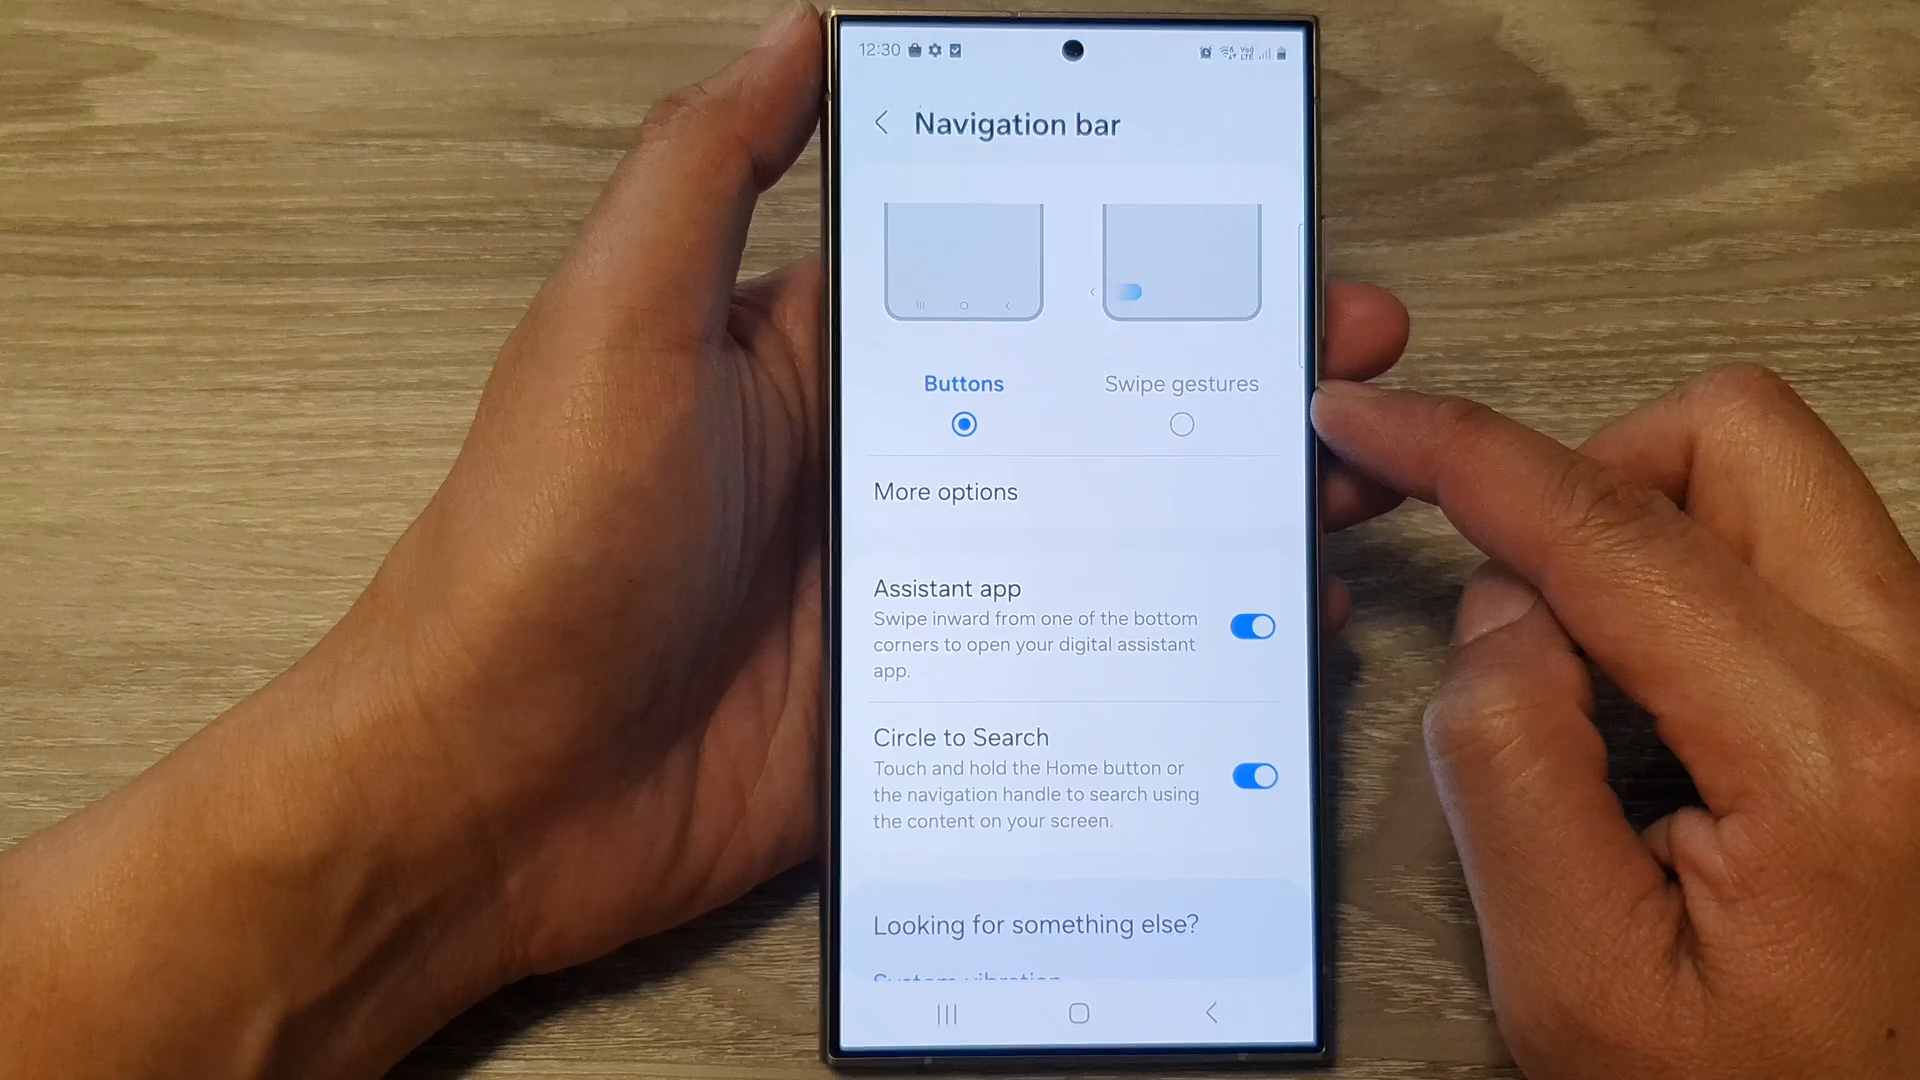 12:30
Navigation bar
Buttons
Swipe gestures
More options
Assistant app
Swipe inward from one of the bottom
corners to open your digital assistant
app.
Circle to Search
Touch and hold the Home button or
the navigation handle to search using
the content on your screen.
Looking for something else?
System vibration